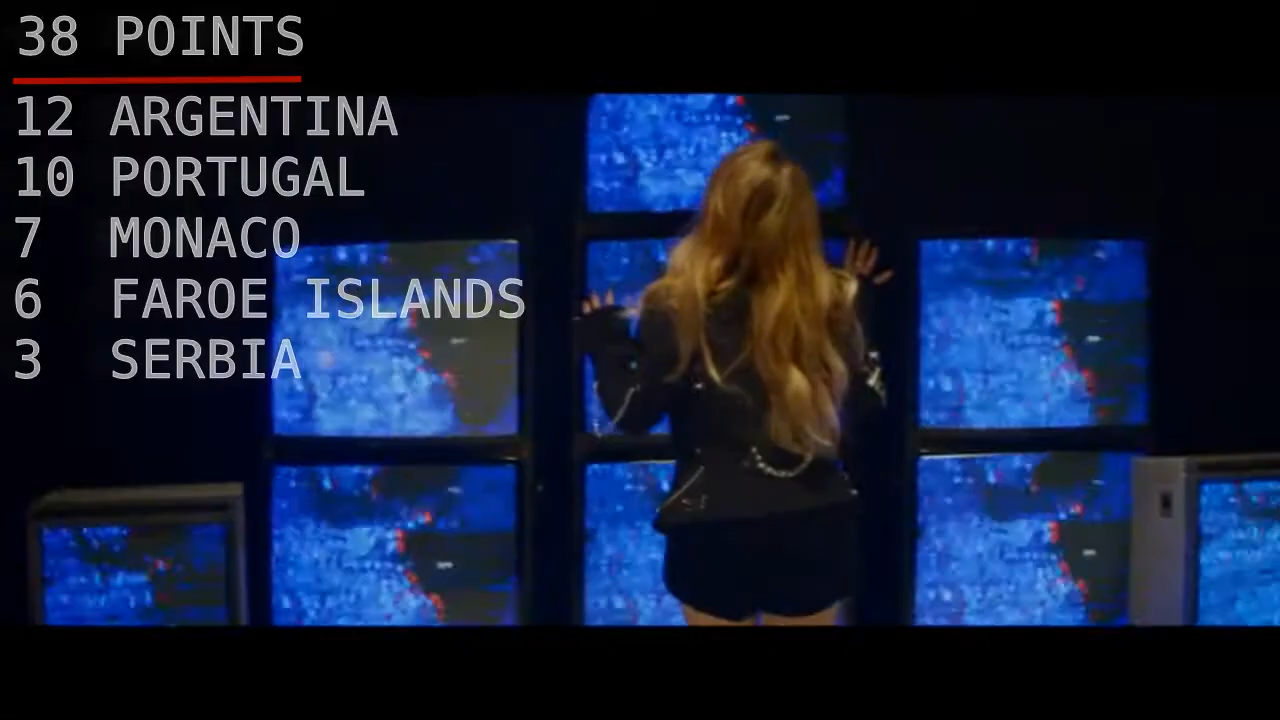 38 POINTS
12 ARGENTINA
10 PORTUGAL
7 MONACO
6 FAROE ISLANDS
3 SERBIA